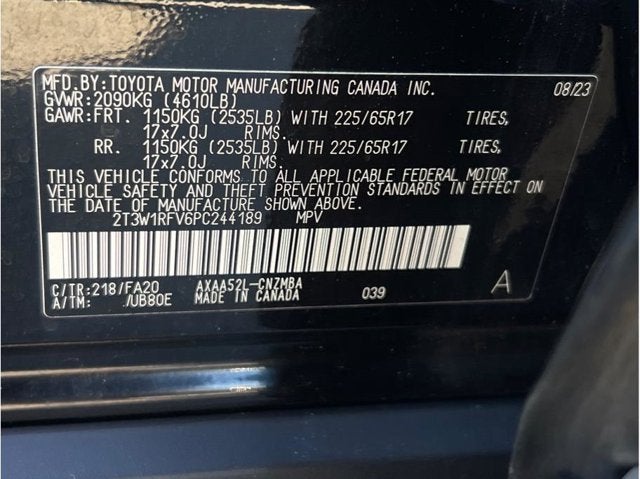 MFD.BY:TOYOTA MOTOR MANUFACTURING CANADA INC. 08/23
GVWR:2090KG (4610LB)
GAWR:FRT. 1150KG (2535LB) WITH 225/65R17 TIRES,
17x7.0J RIMS.
RR. 1150KG (2535LB) WITH 225/65R17 TIRES,
17x7.0J RIMS.
THIS VEHICLE CONFORMS TO ALL APPLICABLE FEDERAL MOTOR
VEHICLE SAFETY AND THEFT PREVENTION STANDARDS IN EFFECT ON
THE DATE OF MANUFACTURE SHOWN ABOVE.
2T3W1RFV6PC244189 MPV
C/TR:218/FA20 AXAA52L-CNZMBA
A/TM: /UB80E MADE IN CANADA 039 A